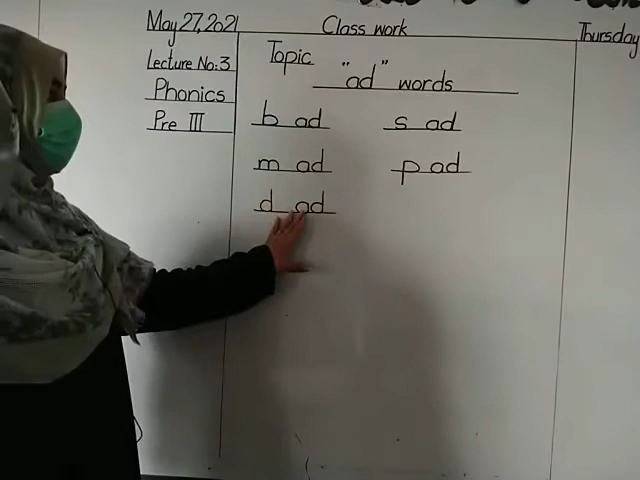 May 27, 2021 Class work Thursday
Lecture No:3 Topic
Phonics "ad" words
Pre III b ad s ad
m ad p ad
d ad